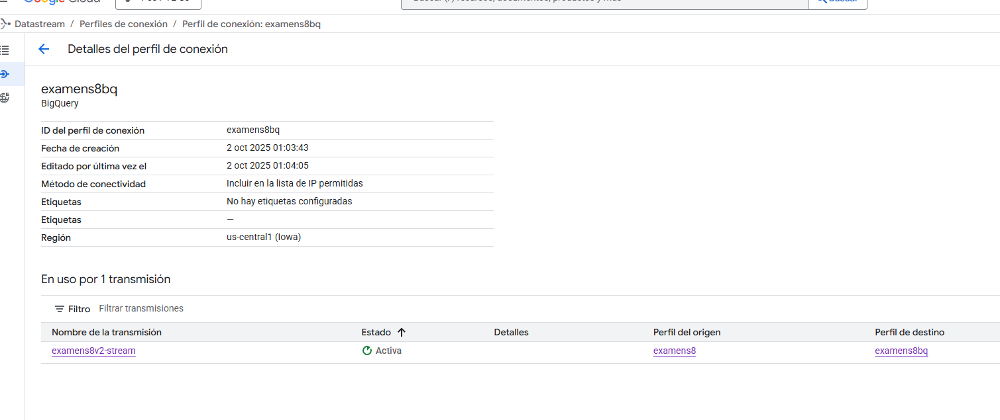 Google Cloud
Datastream / Perfiles de conexión / Perfil de conexión: examens8bq
Detalles del perfil de conexión
examens8bq
BigQuery
ID del perfil de conexión examens8bq
Fecha de creación 2 oct 2025 01:03:43
Editado por última vez el 2 oct 2025 01:04:05
Método de conectividad Incluir en la lista de IP permitidas
Etiquetas No hay etiquetas configuradas
Etiquetas —
Región us-central1 (Iowa)
En uso por 1 transmisión
Filtro Filtrar transmisiones
Nombre de la transmisión Estado Detalles Perfil del origen Perfil de destino
examens8v2-stream Activa examens8 examens8bq